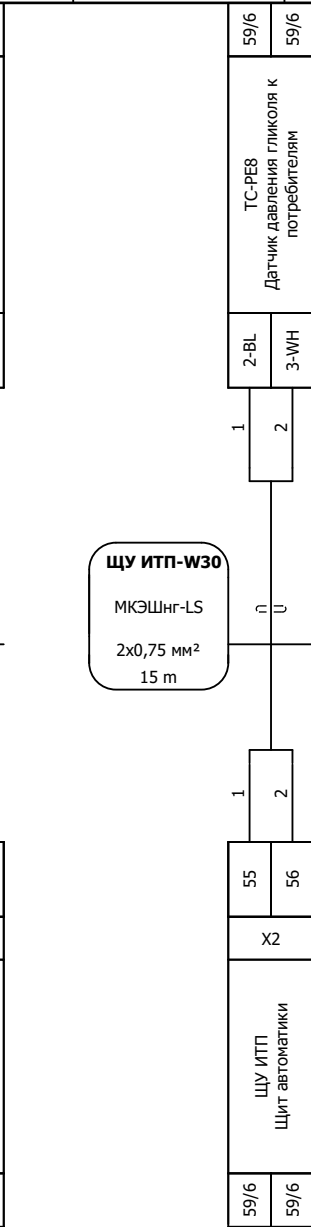 59/6
59/6
TC-PE8
Датчик давления гликоля к
потребителям
2-BL
3-WH
1
2
ЩУ ИТП-W30
МКЭШнг-LS
2x0,75 мм²
15 m
1
2
55
56
X2
ЩУ ИТП
Щит автоматики
59/6
59/6